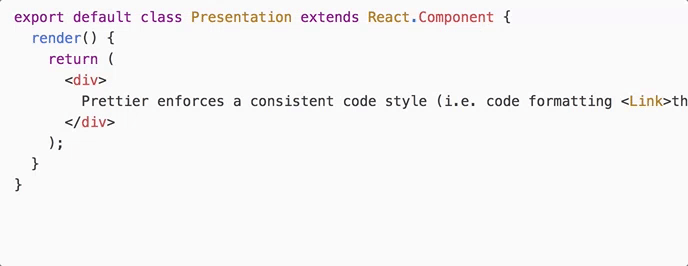 export default class Presentation extends React.Component {
  render() {
    return (
      <div>
        Prettier enforces a consistent code style (i.e. code formatting <Link>th
      </div>
    );
  }
}